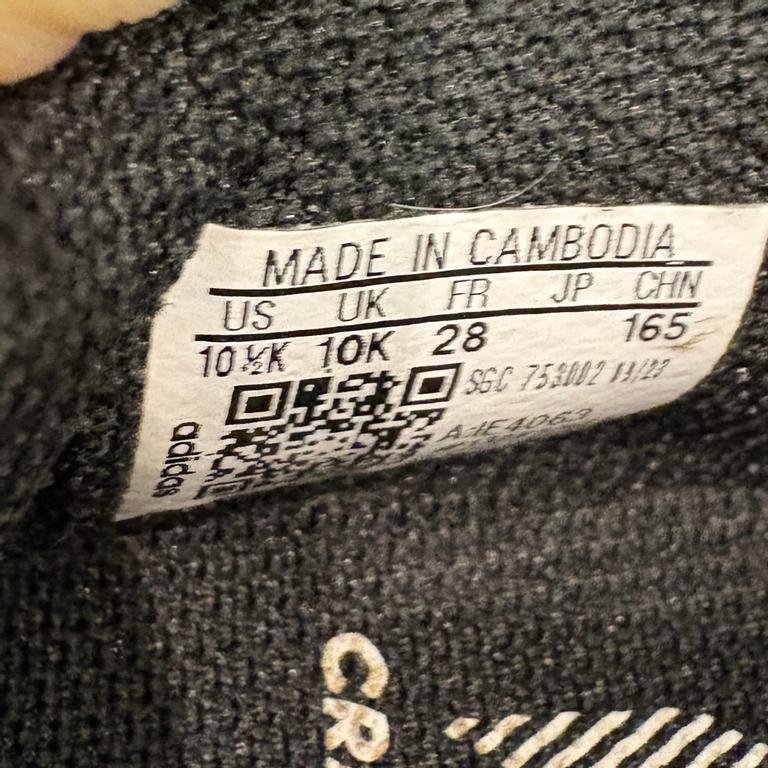 MADE IN CAMBODIA
US UK FR JP CHN
10½K 10K 28 165
SGC 753002
adidas